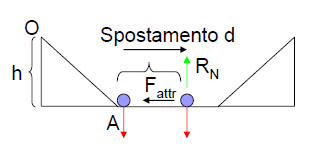 O
Spostamento d
h
R_N
F_attr
A